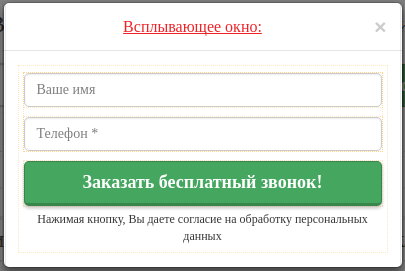 Всплывающее окно:
×
Ваше имя
Телефон *
Заказать бесплатный звонок!
Нажимая кнопку, Вы даете согласие на обработку персональных
данных